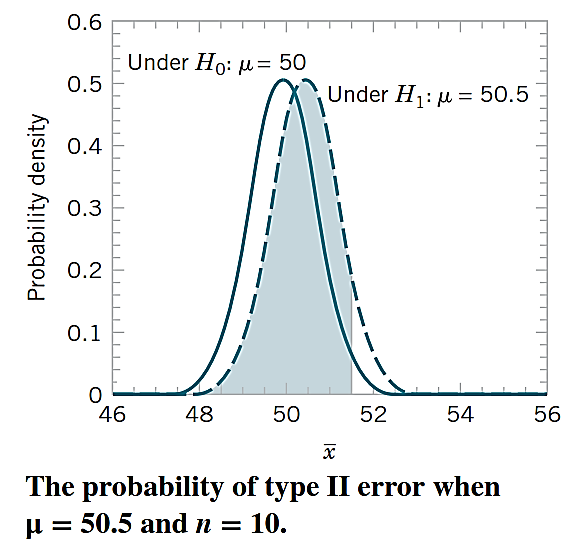 0.6
Under H₀: μ = 50
0.5
Under H₁: μ = 50.5
0.4
Probability density
0.3
0.2
0.1
0
46 48 50 52 54 56
x̅
The probability of type II error when
μ = 50.5 and n = 10.